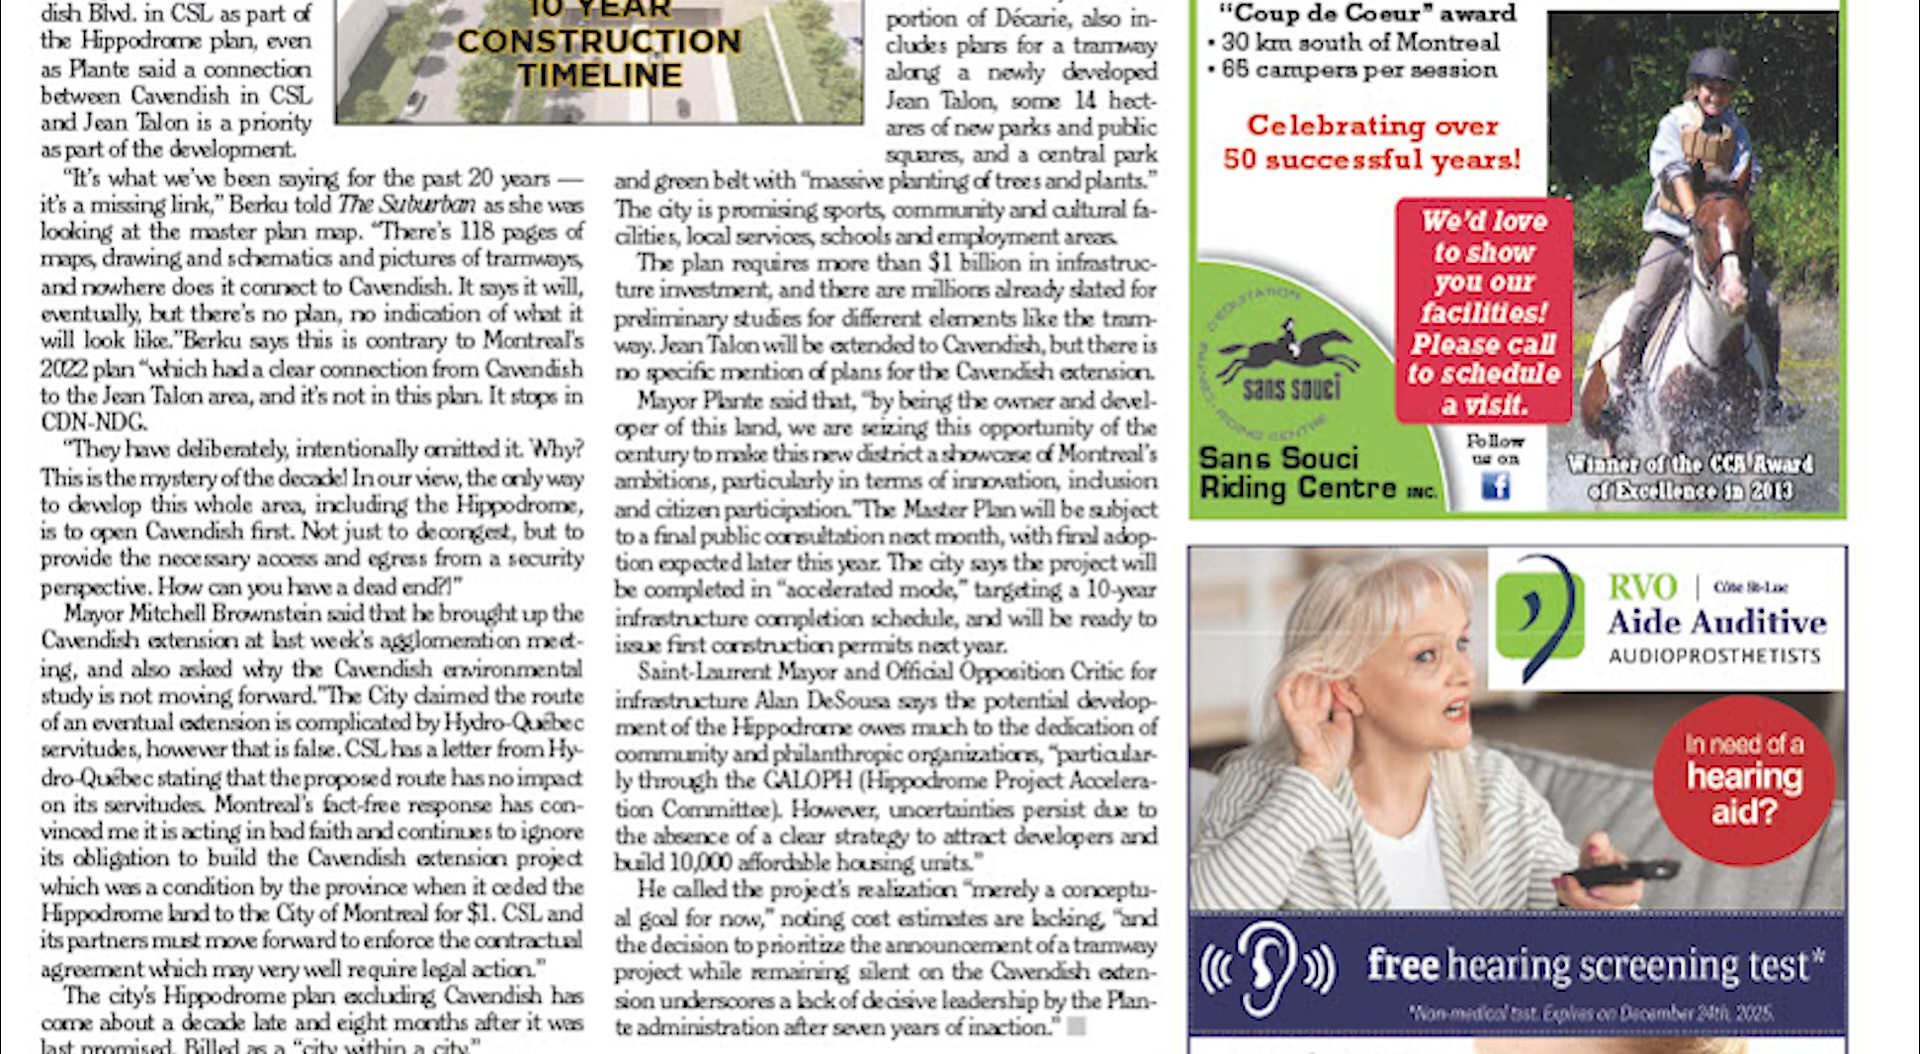 dish Blvd. in CSL as part of
the Hippodrome plan, even
as Plante said a connection
between Cavendish in CSL
and Jean Talon is a priority
as part of the development.
"It's what we've been saying for the past 20 years —
it's a missing link," Berku told The Suburban as she was
looking at the master plan map. "There's 118 pages of
maps, drawing and schematics and pictures of tramways,
and nowhere does it connect to Cavendish. It says it will,
eventually, but there's no plan, no indication of what it
will look like."Berku says this is contrary to Montreal's
2022 plan "which had a clear connection from Cavendish
to the Jean Talon area, and it's not in this plan. It stops in
CDN-NDG.
"They have deliberately, intentionally omitted it. Why?
This is the mystery of the decade! In our view, the only way
to develop this whole area, including the Hippodrome,
is to open Cavendish first. Not just to decongest, but to
provide the necessary access and egress from a security
perspective. How can you have a dead end?!"
Mayor Mitchell Brownstein said that he brought up the
Cavendish extension at last week's agglomeration meet-
ing, and also asked why the Cavendish environmental
study is not moving forward."The City claimed the route
of an eventual extension is complicated by Hydro-Québec
servitudes, however that is false. CSL has a letter from Hy-
dro-Québec stating that the proposed route has no impact
on its servitudes. Montreal's fact-free response has con-
vinced me it is acting in bad faith and continues to ignore
its obligation to build the Cavendish extension project
which was a condition by the province when it ceded the
Hippodrome land to the City of Montreal for $1. CSL and
its partners must move forward to enforce the contractual
agreement which may very well require legal action."
The city's Hippodrome plan excluding Cavendish has
come about a decade late and eight months after it was
last promised. Billed as a "city within a city,"
10 YEAR
CONSTRUCTION
TIMELINE
portion of Décarie, also in-
cludes plans for a tramway
along a newly developed
Jean Talon, some 14 hect-
ares of new parks and public
squares, and a central park
and green belt with "massive planting of trees and plants."
The city is promising sports, community and cultural fa-
cilities, local services, schools and employment areas.
The plan requires more than $1 billion in infrastruc-
ture investment, and there are millions already slated for
preliminary studies for different elements like the tram-
way. Jean Talon will be extended to Cavendish, but there is
no specific mention of plans for the Cavendish extension.
Mayor Plante said that, "by being the owner and devel-
oper of this land, we are seizing this opportunity of the
century to make this new district a showcase of Montreal's
ambitions, particularly in terms of innovation, inclusion
and citizen participation."The Master Plan will be subject
to a final public consultation next month, with final adop-
tion expected later this year. The city says the project will
be completed in "accelerated mode," targeting a 10-year
infrastructure completion schedule, and will be ready to
issue first construction permits next year.
Saint-Laurent Mayor and Official Opposition Critic for
infrastructure Alan DeSousa says the potential develop-
ment of the Hippodrome owes much to the dedication of
community and philanthropic organizations, "particular-
ly through the GALOPH (Hippodrome Project Accelera-
tion Committee). However, uncertainties persist due to
the absence of a clear strategy to attract developers and
build 10,000 affordable housing units."
He called the project's realization "merely a conceptu-
al goal for now," noting cost estimates are lacking, "and
the decision to prioritize the announcement of a tramway
project while remaining silent on the Cavendish exten-
sion underscores a lack of decisive leadership by the Plan-
te administration after seven years of inaction."
"Coup de Coeur" award
• 30 km south of Montreal
• 65 campers per session
Celebrating over
50 successful years!
We'd love
to show
you our
facilities!
Please call
to schedule
a visit.
D'ÉQUITATION
sans souci
RIDING CENTRE
Sans Souci
Riding Centre INC.
Follow
us on
f
Winner of the CCA Award
of Excellence in 2013
RVO | Côte St-Luc
Aide Auditive
AUDIOPROSTHETISTS
In need of a
hearing
aid?
free hearing screening test*
*Non-medical test. Expires on December 24th, 2025.